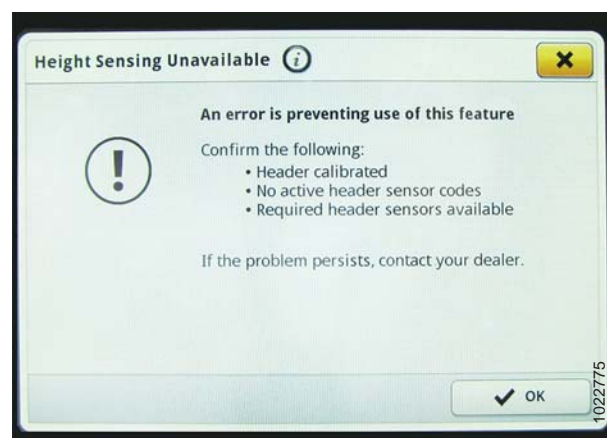 Height Sensing Unavailable
An error is preventing use of this feature
Confirm the following:
• Header calibrated
• No active header sensor codes
• Required header sensors available
If the problem persists, contact your dealer.
OK
1022775